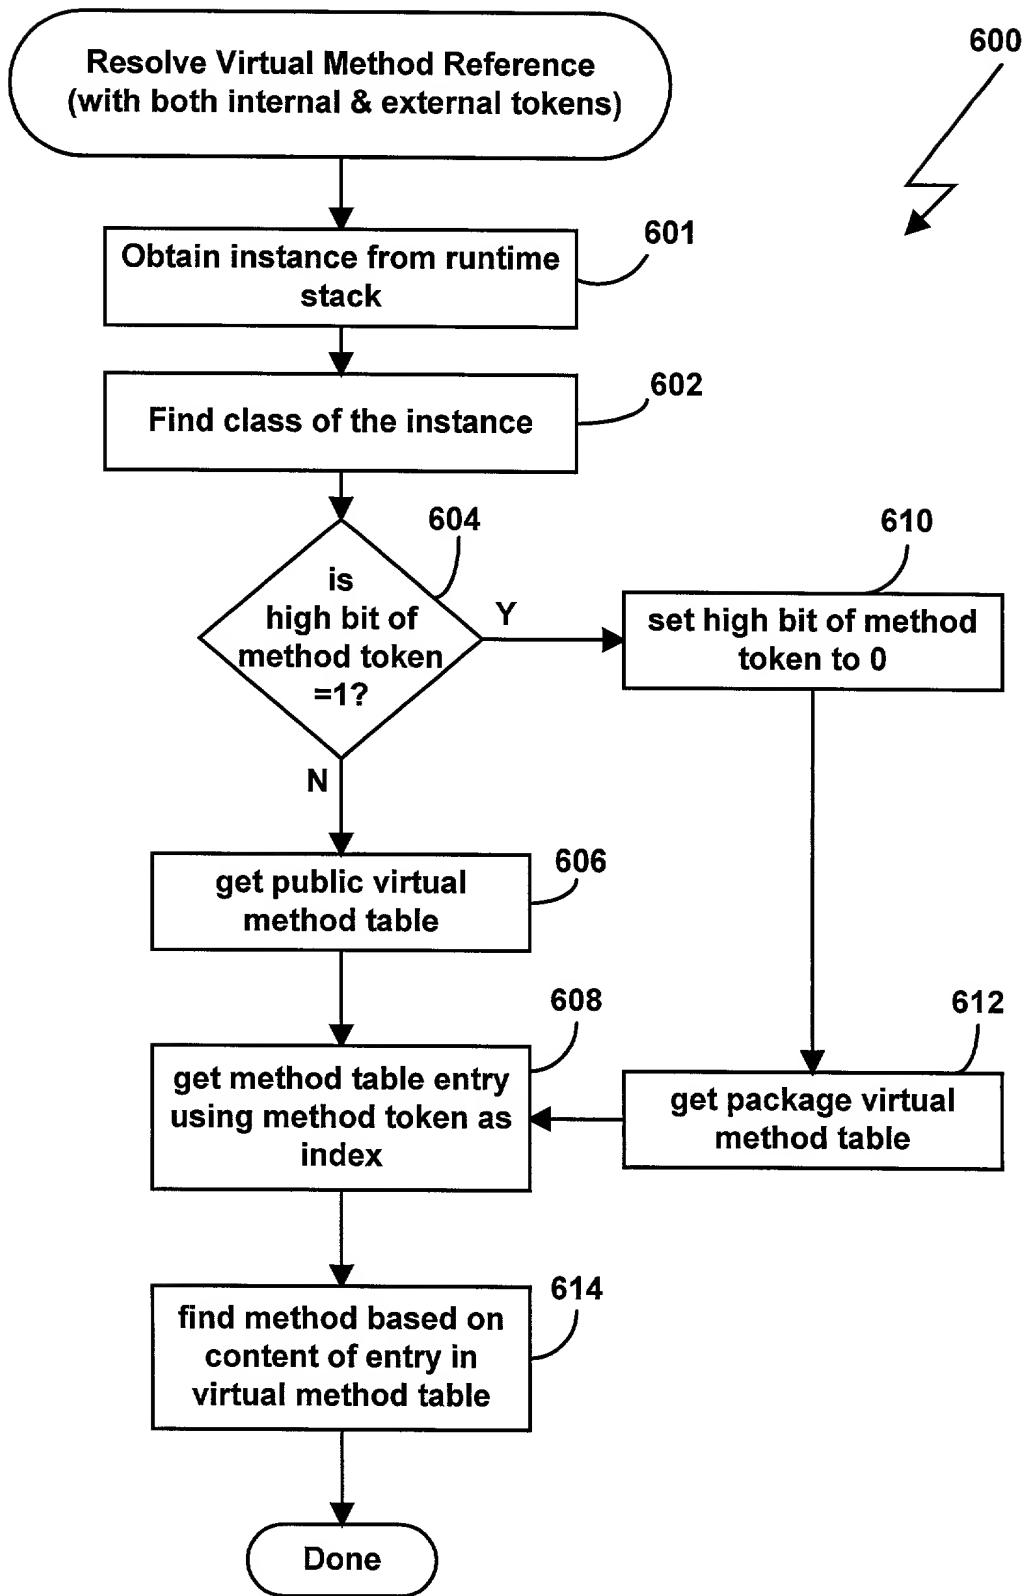 Resolve Virtual Method Reference
(with both internal & external tokens)
600
Obtain instance from runtime
stack
601
Find class of the instance
602
is
high bit of
method token
=1?
604
Y
N
set high bit of method
token to 0
610
get public virtual
method table
606
get method table entry
using method token as
index
608
get package virtual
method table
612
find method based on
content of entry in
virtual method table
614
Done